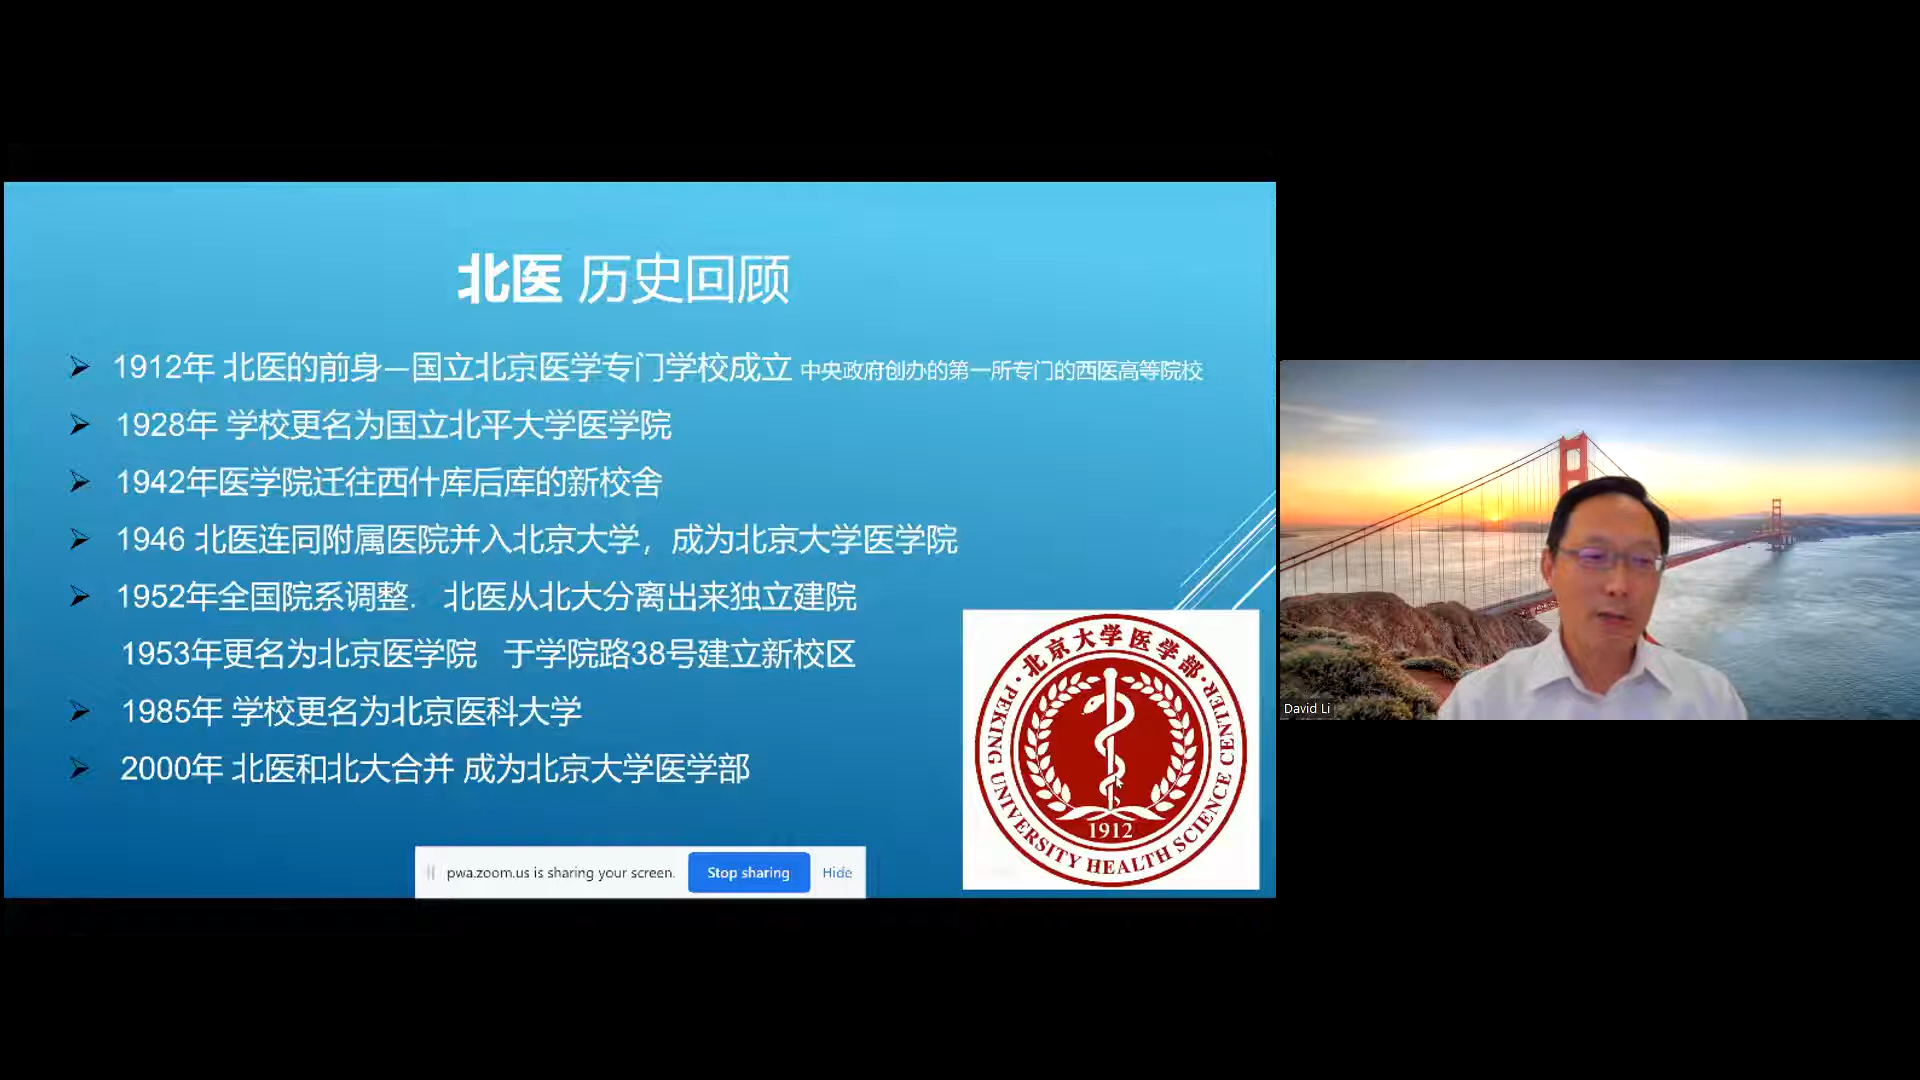 北医 历史回顾
1912年 北医的前身—国立北京医学专门学校成立 中央政府创办的第一所专门的西医高等院校
1928年 学校更名为国立北平大学医学院
1942年医学院迁往西什库后库的新校舍
1946 北医连同附属医院并入北京大学，成为北京大学医学院
1952年全国院系调整. 北医从北大分离出来独立建院
1953年更名为北京医学院 于学院路38号建立新校区
1985年 学校更名为北京医科大学
2000年 北医和北大合并 成为北京大学医学部
·北京大学医学部·
1912
PEKING UNIVERSITY HEALTH SCIENCE CENTER
pwa.zoom.us is sharing your screen. Stop sharing Hide
David Li